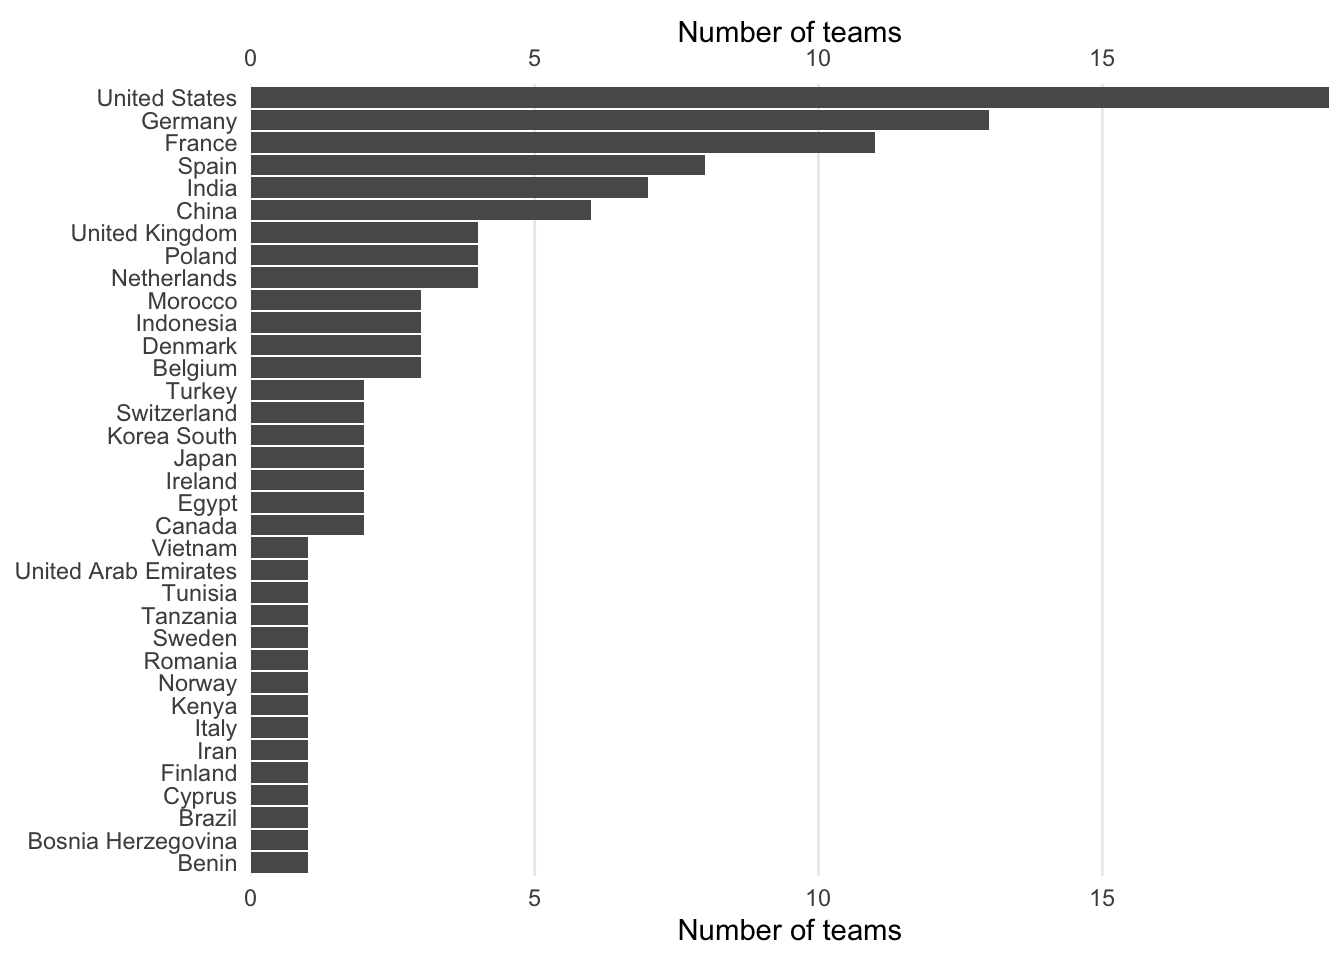 Number of teams
0 5 10 15
United States
Germany
France
Spain
India
China
United Kingdom
Poland
Netherlands
Morocco
Indonesia
Denmark
Belgium
Turkey
Switzerland
Korea South
Japan
Ireland
Egypt
Canada
Vietnam
United Arab Emirates
Tunisia
Tanzania
Sweden
Romania
Norway
Kenya
Italy
Iran
Finland
Cyprus
Brazil
Bosnia Herzegovina
Benin
0 5 10 15
Number of teams